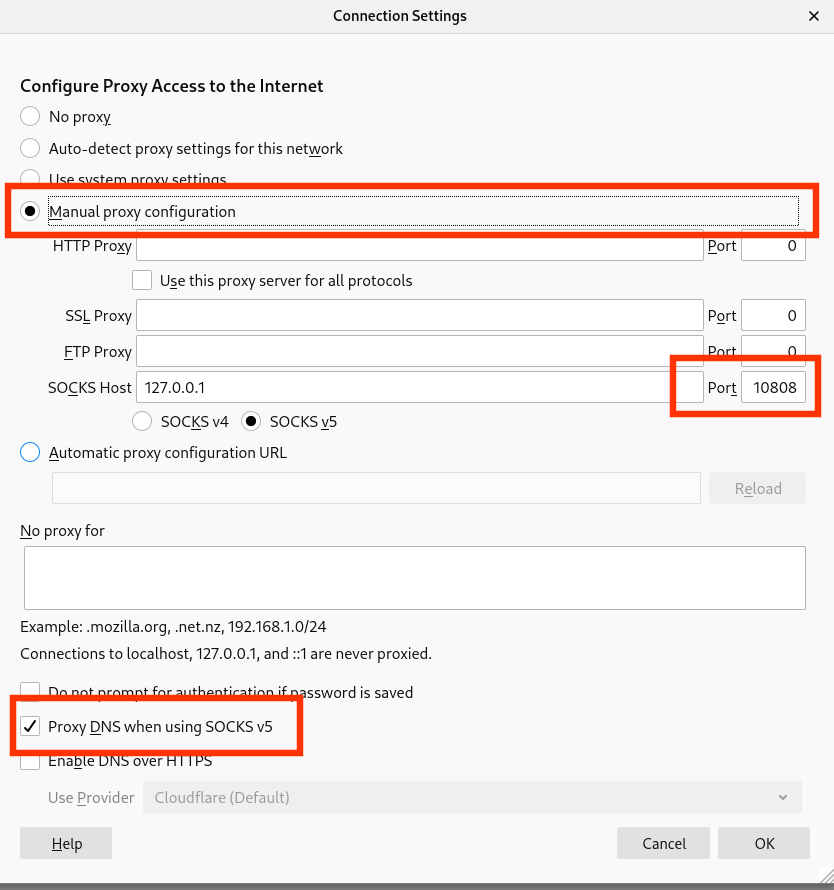 Connection Settings
Configure Proxy Access to the Internet
No proxy
Auto-detect proxy settings for this network
Use system proxy settings
Manual proxy configuration
HTTP Proxy Port 0
Use this proxy server for all protocols
SSL Proxy Port 0
FTP Proxy Port 0
SOCKS Host 127.0.0.1 Port 10808
SOCKS v4 SOCKS v5
Automatic proxy configuration URL
Reload
No proxy for
Example: .mozilla.org, .net.nz, 192.168.1.0/24
Connections to localhost, 127.0.0.1, and ::1 are never proxied.
Do not prompt for authentication if password is saved
Proxy DNS when using SOCKS v5
Enable DNS over HTTPS
Use Provider Cloudflare (Default)
Help Cancel OK